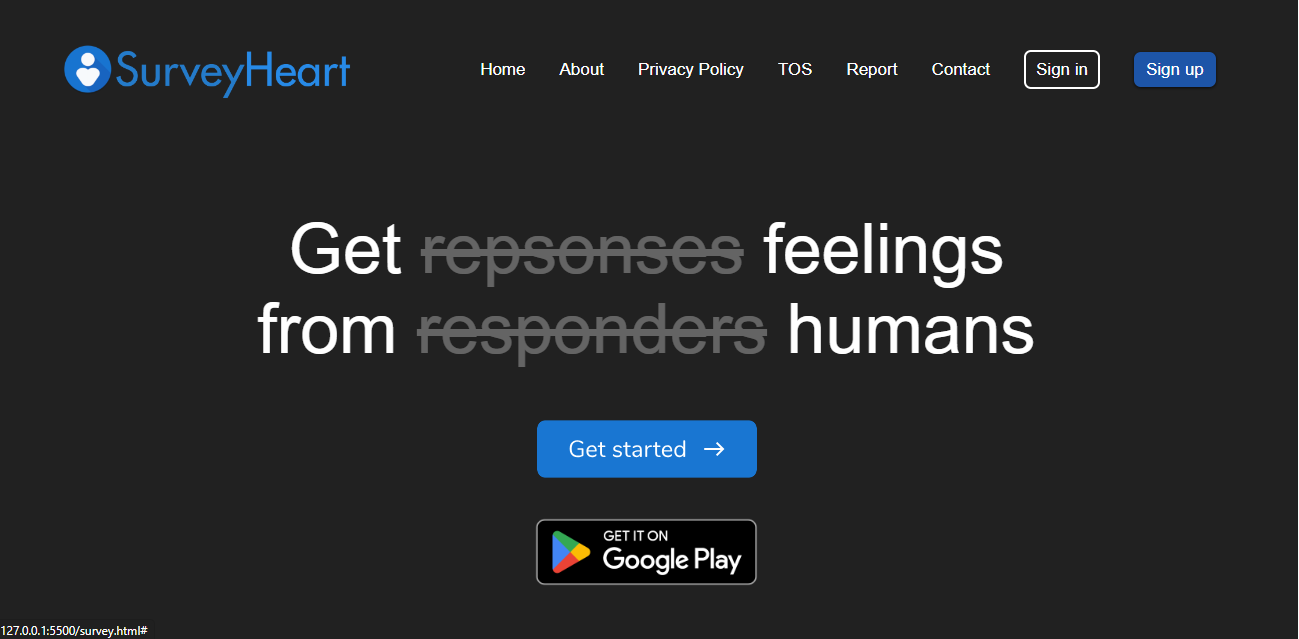 SurveyHeart
Home About Privacy Policy TOS Report Contact Sign in Sign up
Get repsonses feelings
from responders humans
Get started →
GET IT ON
Google Play
127.0.0.1:5500/survey.html#